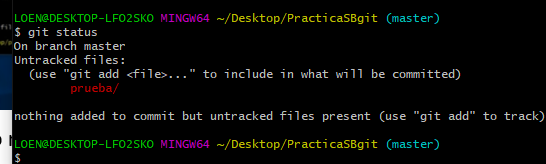 LOEN@DESKTOP-LFO2SKO MINGW64 ~/Desktop/PracticaSBgit (master)
$ git status
On branch master
Untracked files:
  (use "git add <file>..." to include in what will be committed)
        prueba/

nothing added to commit but untracked files present (use "git add" to track)

LOEN@DESKTOP-LFO2SKO MINGW64 ~/Desktop/PracticaSBgit (master)
$